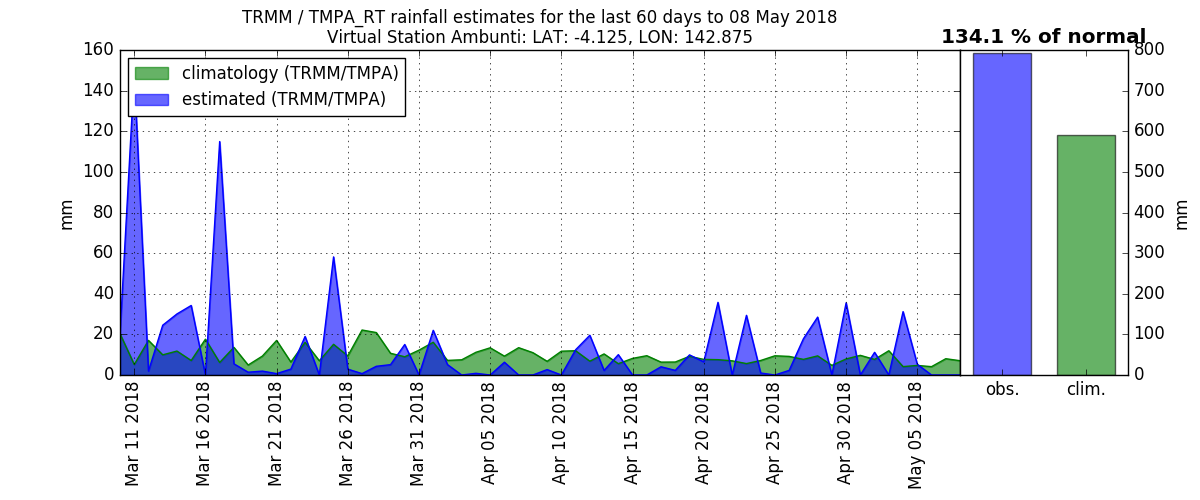 TRMM / TMPA_RT rainfall estimates for the last 60 days to 08 May 2018
Virtual Station Ambunti: LAT: -4.125, LON: 142.875
134.1 % of normal
climatology (TRMM/TMPA)
estimated (TRMM/TMPA)
mm
160
140
120
100
80
60
40
20
0
Mar 11 2018
Mar 16 2018
Mar 21 2018
Mar 26 2018
Mar 31 2018
Apr 05 2018
Apr 10 2018
Apr 15 2018
Apr 20 2018
Apr 25 2018
Apr 30 2018
May 05 2018
obs.
clim.
800
700
600
500
400
300
200
100
0
mm